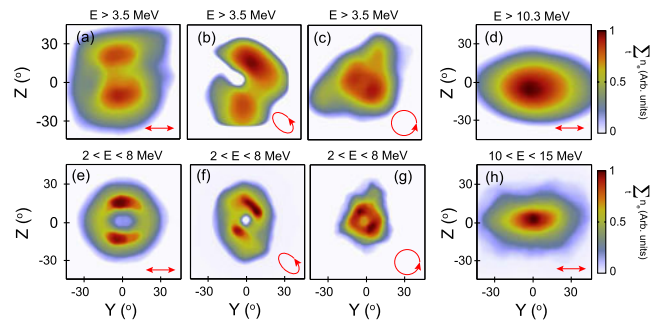 E > 3.5 MeV
E > 3.5 MeV
E > 3.5 MeV
E > 10.3 MeV
(a)
(b)
(c)
(d)
Z (°)
30
0
-30
Z (°)
1
0.5
0
~∑nₑ (Arb. units)
2 < E < 8 MeV
2 < E < 8 MeV
2 < E < 8 MeV
10 < E < 15 MeV
(e)
(f)
(g)
(h)
Z (°)
30
0
-30
1
0.5
0
~∑nₑ (Arb. units)
-30 0 30
-30 0 30
-30 0 30
-30 0 30
Y (°)
Y (°)
Y (°)
Y (°)